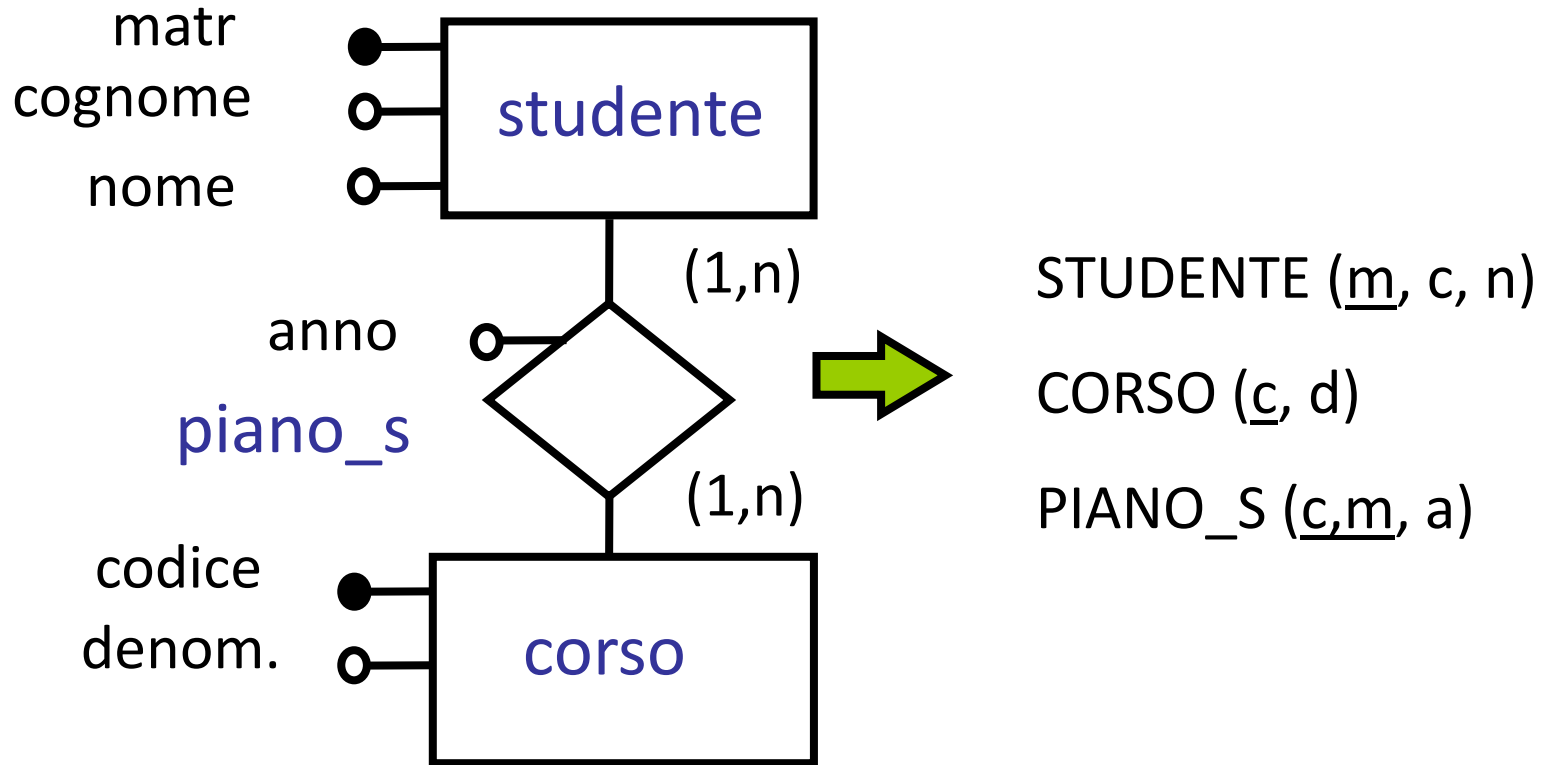 matr
cognome
nome
studente
(1,n)
anno
piano_s
(1,n)
codice
denom.
corso
STUDENTE (m, c, n)
CORSO (c, d)
PIANO_S (c,m, a)